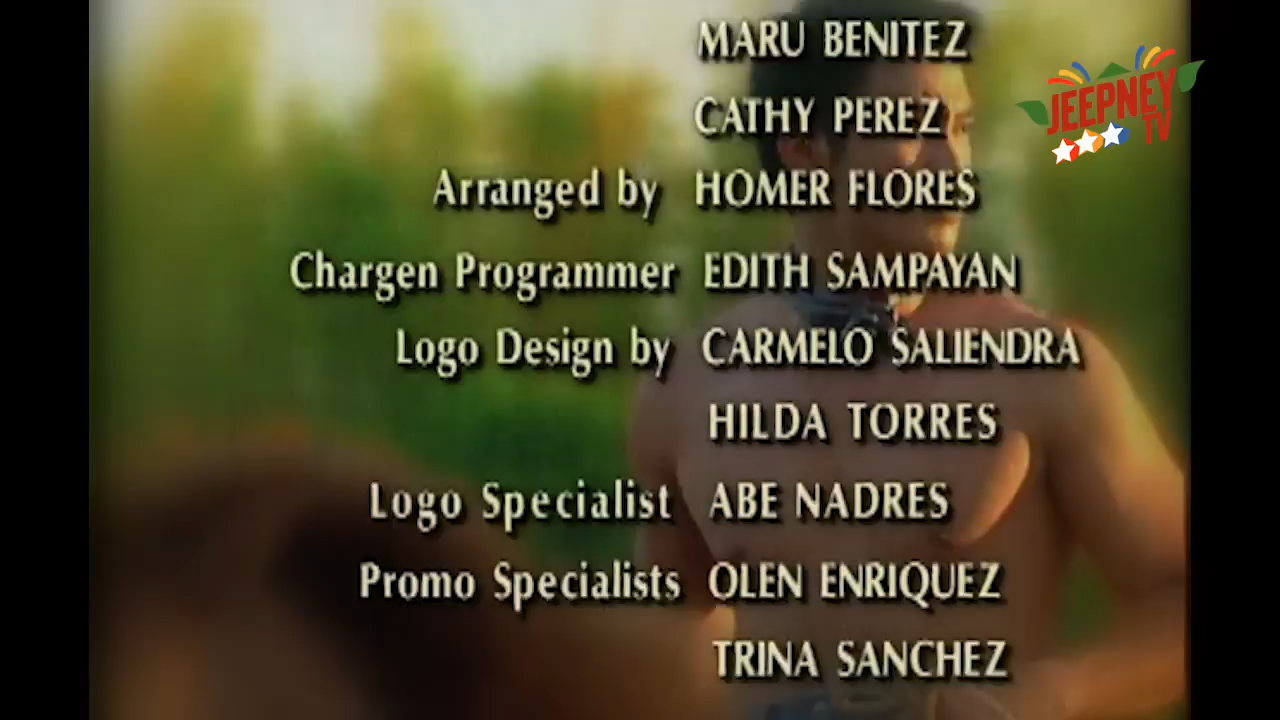 MARU BENITEZ
CATHY PEREZ
JEEPNEY
TV
Arranged by HOMER FLORES
Chargen Programmer EDITH SAMPAYAN
Logo Design by CARMELO SALIENDRA
HILDA TORRES
Logo Specialist ABE NADRES
Promo Specialists OLEN ENRIQUEZ
TRINA SANCHEZ